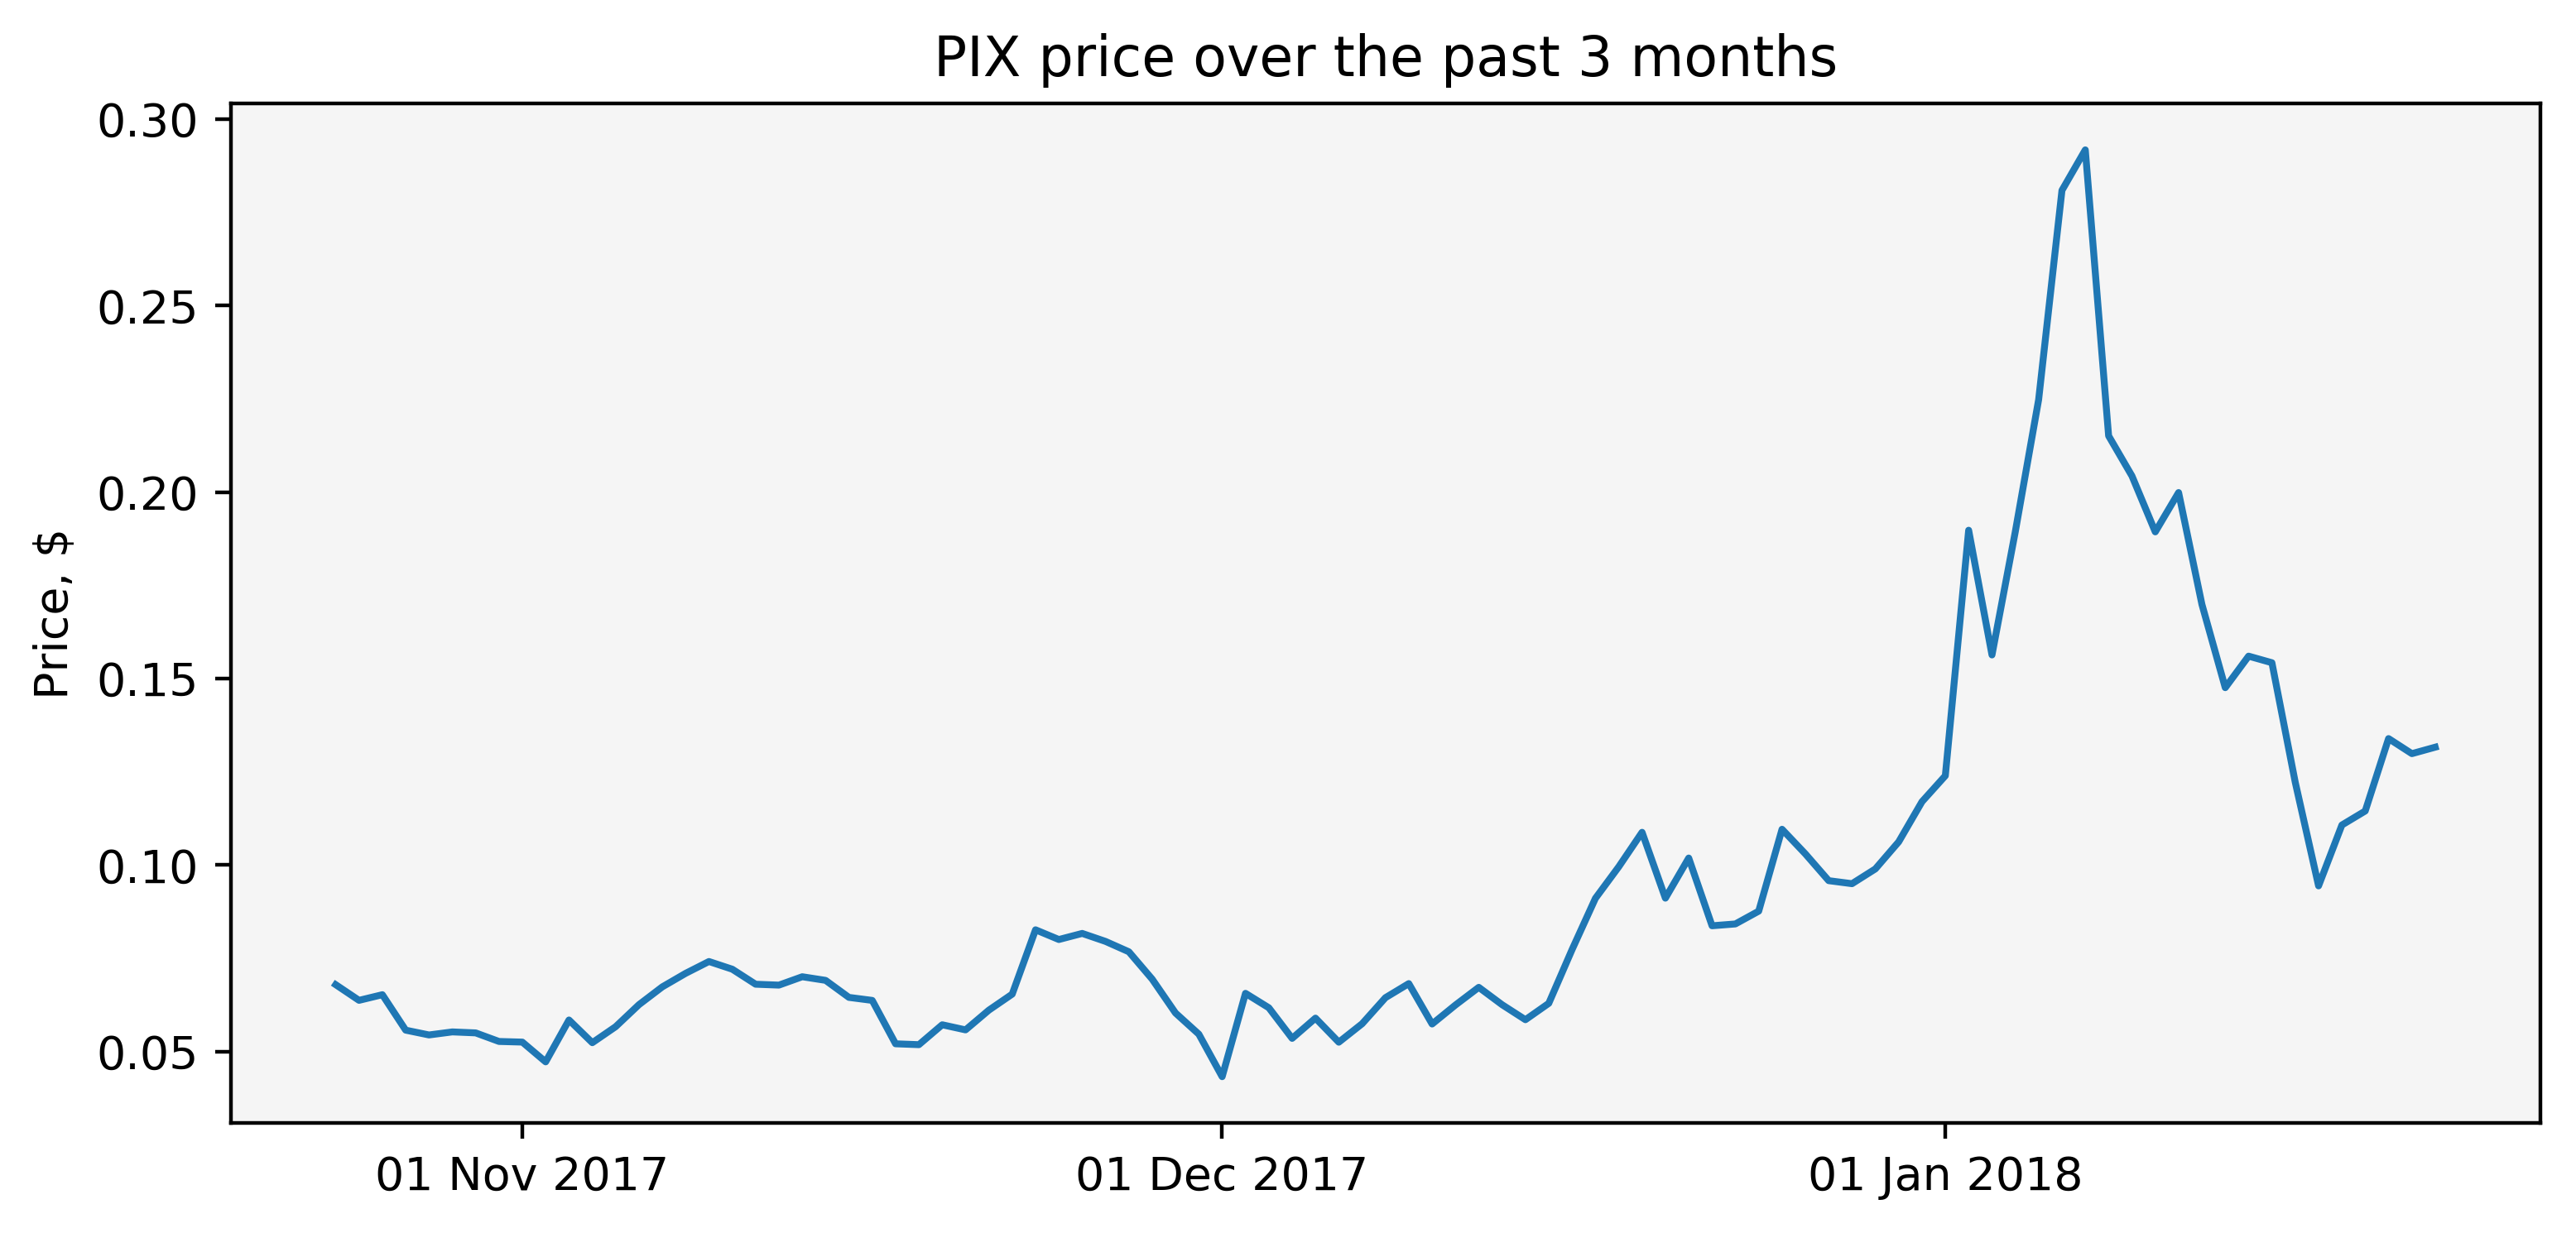 PIX price over the past 3 months
Price, $
0.30
0.25
0.20
0.15
0.10
0.05
01 Nov 2017
01 Dec 2017
01 Jan 2018